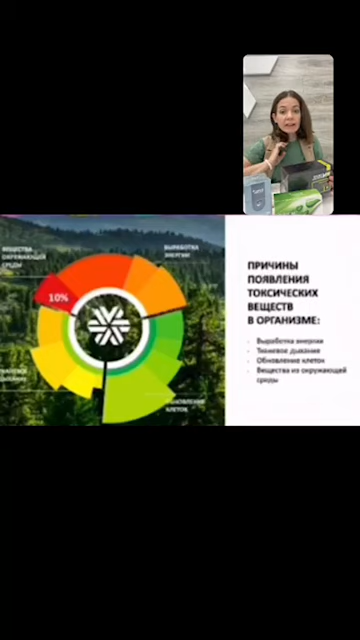 ВЕЩЕСТВА
ОКРУЖАЮЩЕЙ
СРЕДЫ
ВЫРАБОТКА
ЭНЕРГИИ
10%
ОБНОВЛЕНИЕ
КЛЕТОК
ПРИЧИНЫ
ПОЯВЛЕНИЯ
ТОКСИЧЕСКИХ
ВЕЩЕСТВ
В ОРГАНИЗМЕ:
Выработка энергии
Тканевое дыхание
Обновления клеток
Вещества из окружающей
среды